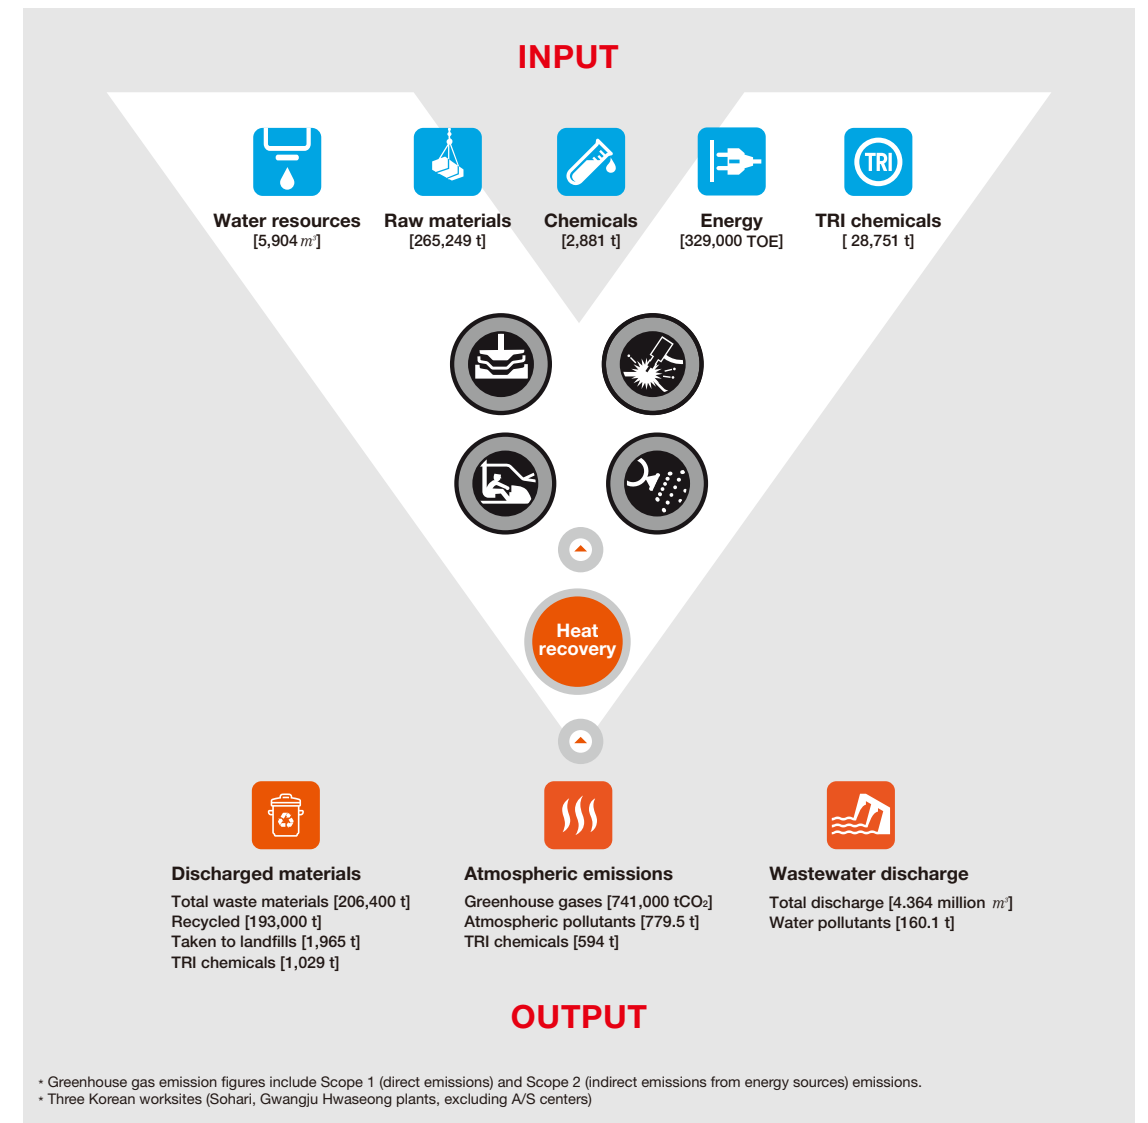 INPUT
TRI
Water resources
[5,904 m³]
Raw materials
[265,249 t]
Chemicals
[2,881 t]
Energy
[329,000 TOE]
TRI chemicals
[ 28,751 t]
Heat
recovery
Discharged materials
Total waste materials [206,400 t]
Recycled [193,000 t]
Taken to landfills [1,965 t]
TRI chemicals [1,029 t]
Atmospheric emissions
Greenhouse gases [741,000 tCO₂]
Atmospheric pollutants [779.5 t]
TRI chemicals [594 t]
Wastewater discharge
Total discharge [4.364 million m³]
Water pollutants [160.1 t]
OUTPUT
* Greenhouse gas emission figures include Scope 1 (direct emissions) and Scope 2 (indirect emissions from energy sources) emissions.
* Three Korean worksites (Sohari, Gwangju Hwaseong plants, excluding A/S centers)